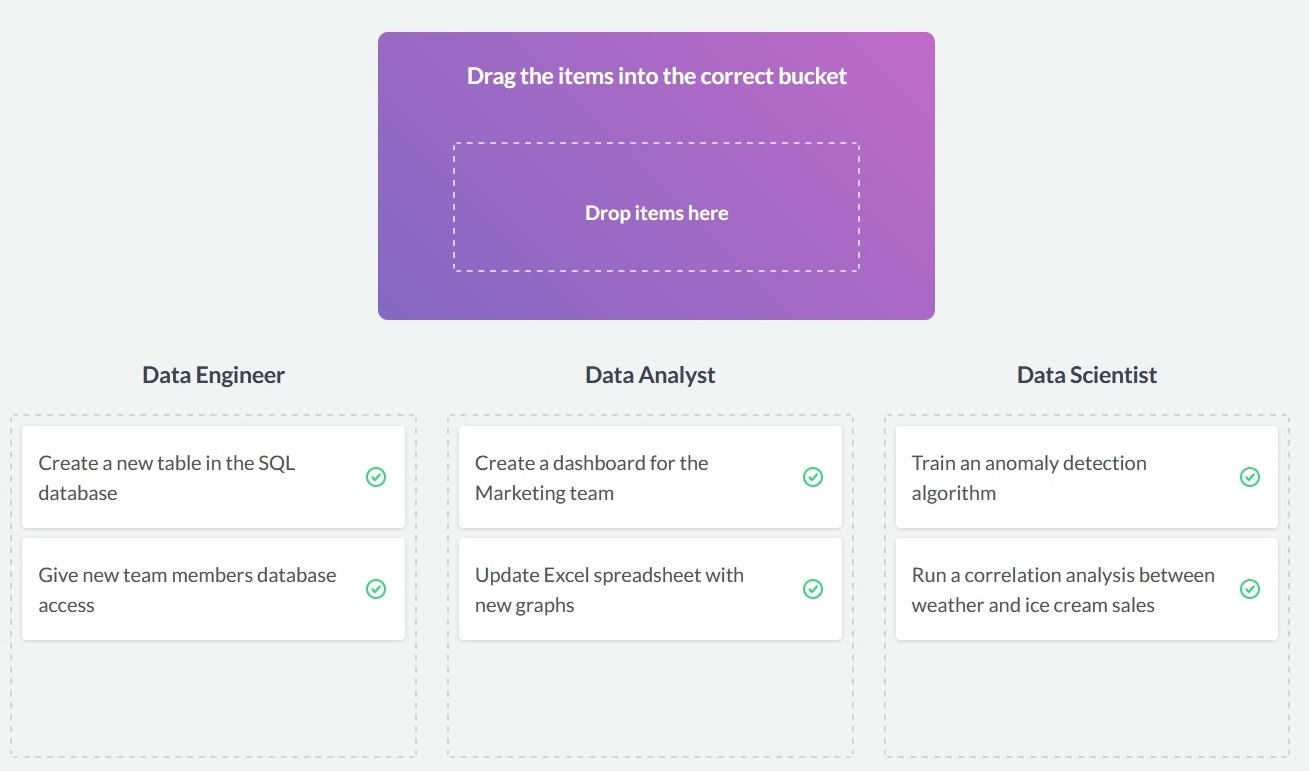 Drag the items into the correct bucket
Drop items here
Data Engineer
Create a new table in the SQL
database
Give new team members database
access
Data Analyst
Create a dashboard for the
Marketing team
Update Excel spreadsheet with
new graphs
Data Scientist
Train an anomaly detection
algorithm
Run a correlation analysis between
weather and ice cream sales